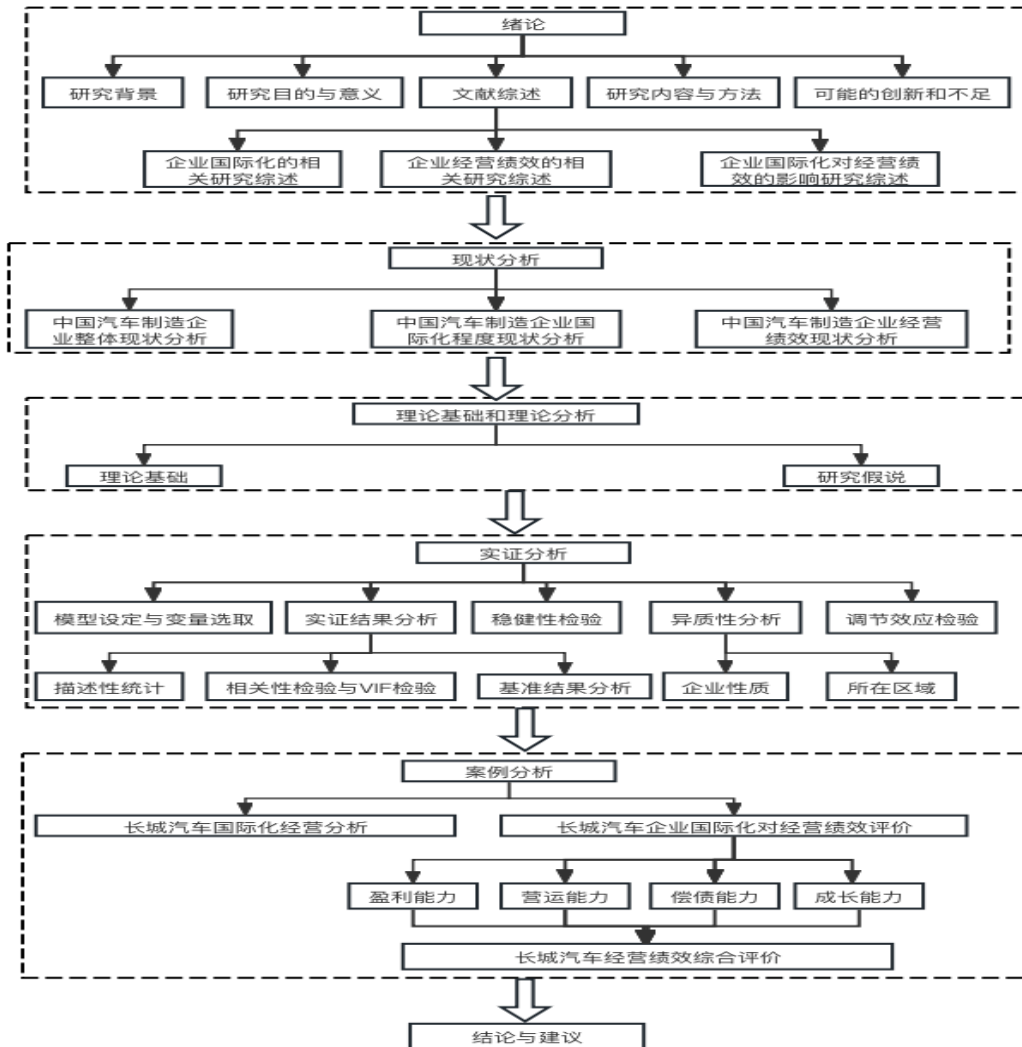 绪论
研究背景
研究目的与意义
文献综述
研究内容与方法
可能的创新和不足
企业国际化的相
关研究综述
企业经营绩效的相
关研究综述
企业国际化对经营绩
效的影响研究综述
现状分析
中国汽车制造企
业整体现状分析
中国汽车制造企业国
际化程度现状分析
中国汽车制造企业经营
绩效现状分析
理论基础和理论分析
理论基础
研究假说
实证分析
模型设定与变量选取
实证结果分析
稳健性检验
异质性分析
调节效应检验
描述性统计
相关性检验与VIF检验
基准结果分析
企业性质
所在区域
案例分析
长城汽车国际化经营分析
长城汽车企业国际化对经营绩效评价
盈利能力
营运能力
偿债能力
成长能力
长城汽车经营绩效综合评价
结论与建议